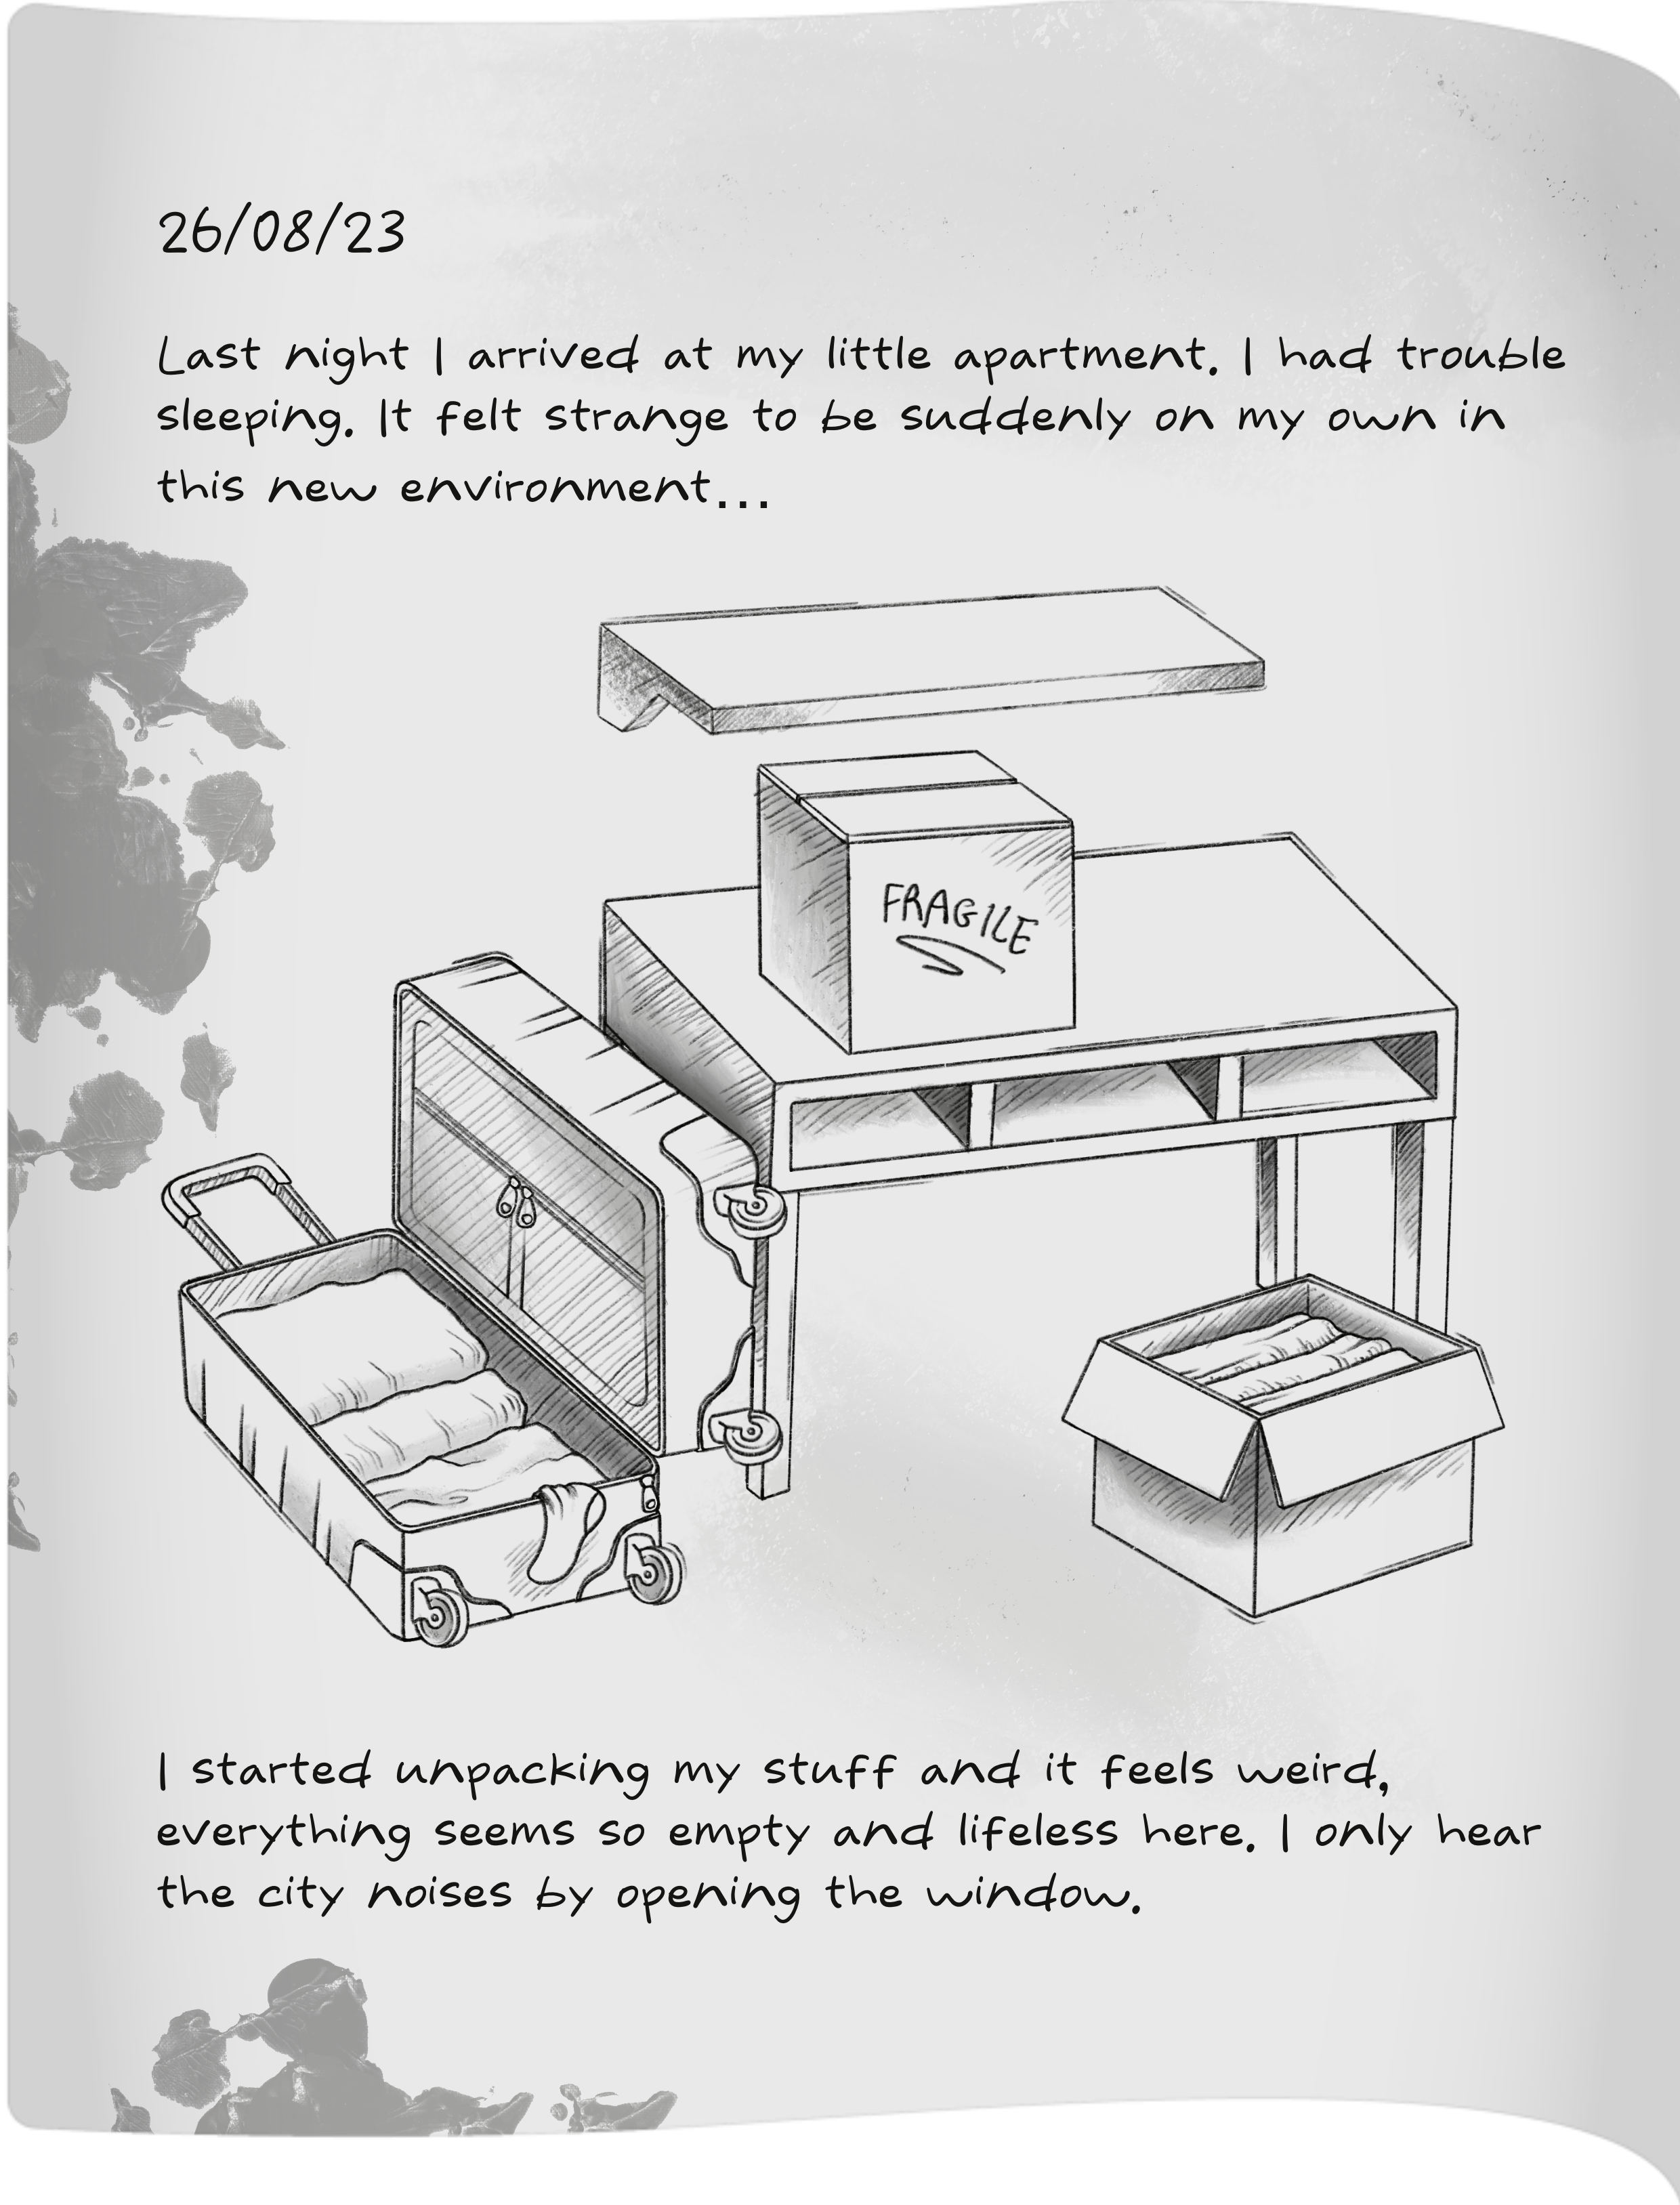 26/08/23
Last night I arrived at my little apartment. I had trouble
sleeping. It felt strange to be suddenly on my own in
this new environment...
FRAGILE
I started unpacking my stuff and it feels weird,
everything seems so empty and lifeless here. I only hear
the city noises by opening the window.